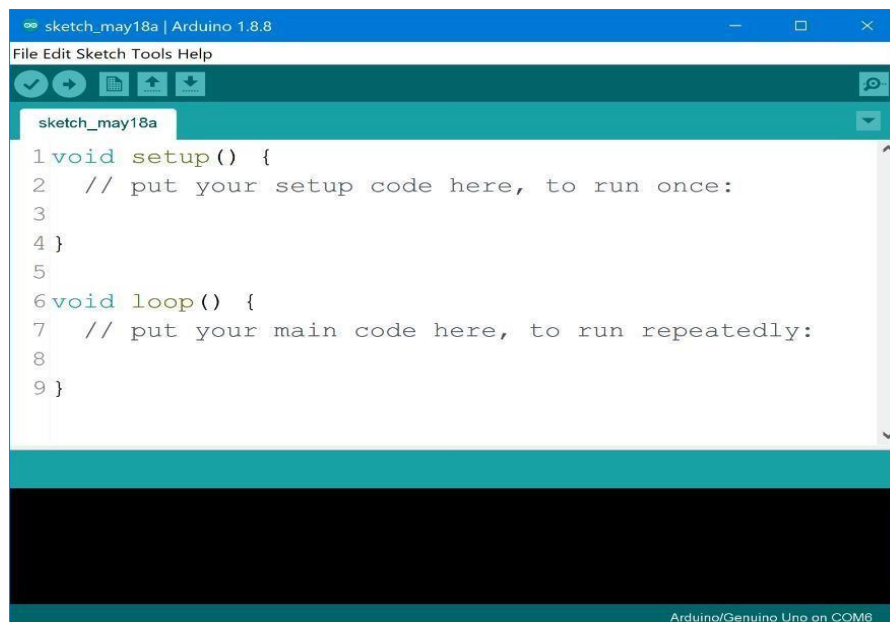 sketch_may18a | Arduino 1.8.8
File Edit Sketch Tools Help
sketch_may18a
1 void setup() {
2   // put your setup code here, to run once:
3
4 }
5
6 void loop() {
7   // put your main code here, to run repeatedly:
8
9 }
Arduino/Genuino Uno on COM6